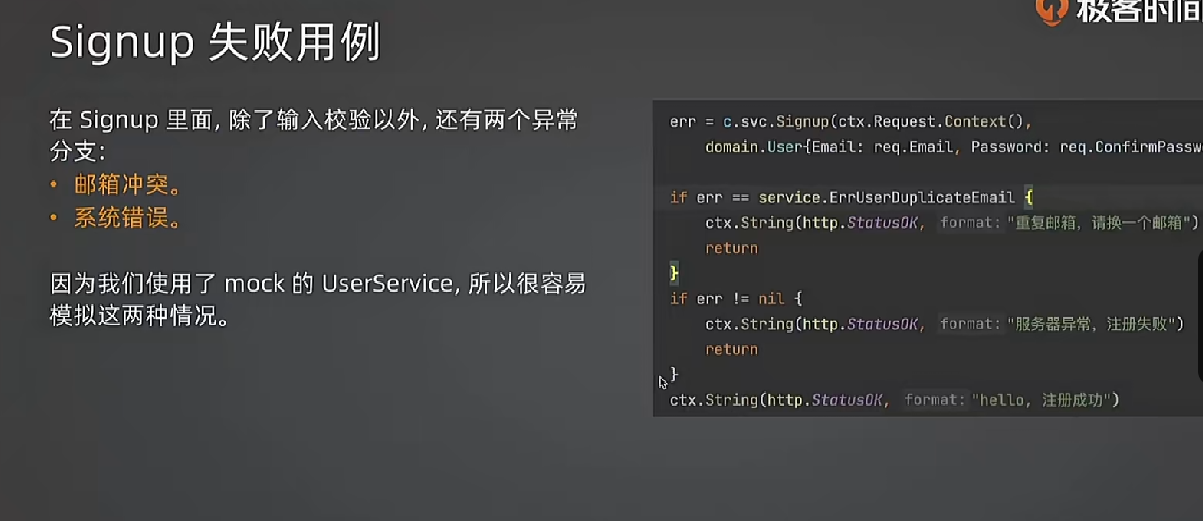 极客时间
Signup 失败用例
在 Signup 里面, 除了输入校验以外, 还有两个异常
分支:
• 邮箱冲突。
• 系统错误。
因为我们使用了 mock 的 UserService, 所以很容易
模拟这两种情况。
err = c.svc.Signup(ctx.Request.Context(),
domain.User{Email: req.Email, Password: req.ConfirmPassw
if err == service.ErrUserDuplicateEmail {
ctx.String(http.StatusOK, format: "重复邮箱，请换一个邮箱")
return
}
if err != nil {
ctx.String(http.StatusOK, format: "服务器异常，注册失败")
return
}
ctx.String(http.StatusOK, format: "hello, 注册成功")